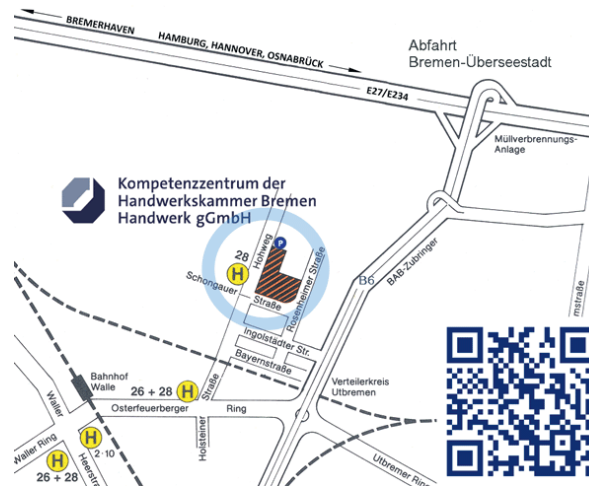 BREMERHAVEN
HAMBURG, HANNOVER, OSNABRÜCK
E27/E234
Abfahrt
Bremen-Überseestadt
Müllverbrennungs-
Anlage
Kompetenzzentrum der
Handwerkskammer Bremen
Handwerk gGmbH
28
H
Hohweg
P
Rosenheimer Straße
BAB-Zubringer
B6
Schongauer
Straße
Ingolstädter Str.
Bayernstraße
mstraße
Bahnhof
Walle
26 + 28 H
Straße
Verteilerkreis
Utbremen
Waller
Osterfeuerberger Ring
Holsteiner
Waller Ring
H
2·10
H
26 + 28
Heerstra
Utbremer Ring